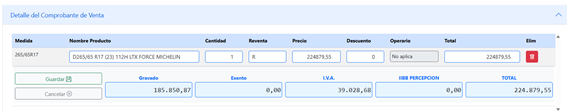 Detalle del Comprobante de Venta
Medida Nombre Producto Cantidad Reventa Precio Descuento Operario Total Elim
265/65R17 D265/65 R17 (23) 112H LTX FORCE MICHELIN 1 R 224879,55 0 No aplica 224879,55
Guardar Gravado Exento I.V.A. IIBB PERCEPCION TOTAL
Cancelar 185.850,87 0,00 39.028,68 0,00 224.879,55